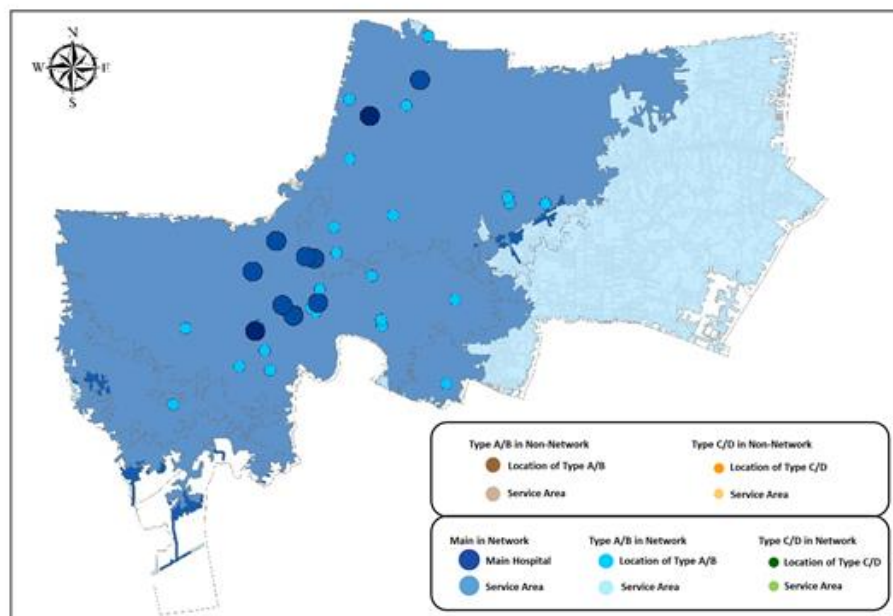 N
W E
S
Type A/B in Non-Network
Location of Type A/B
Service Area
Type C/D in Non-Network
Location of Type C/D
Service Area
Main in Network
Main Hospital
Service Area
Type A/B in Network
Location of Type A/B
Service Area
Type C/D in Network
Location of Type C/D
Service Area